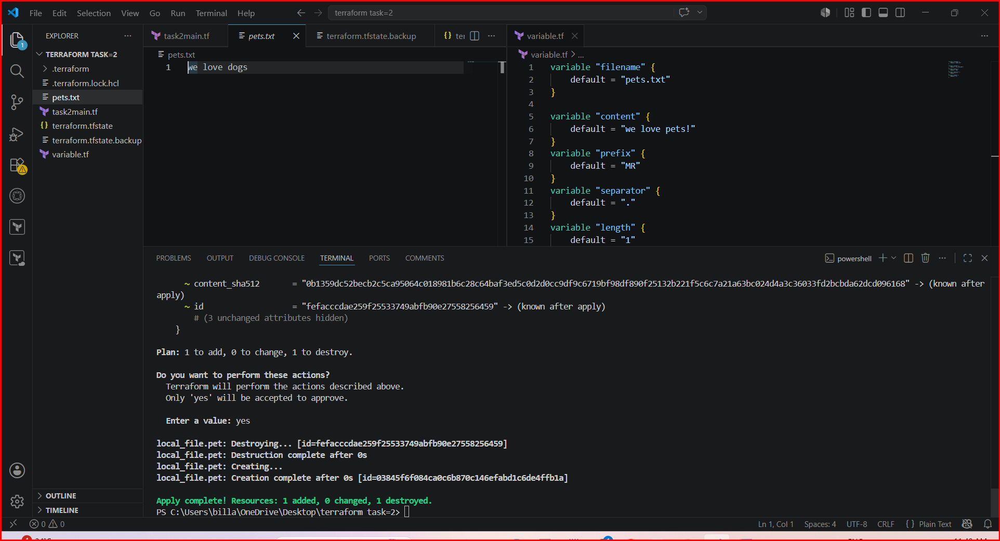 File Edit Selection View Go Run Terminal Help
terraform task=2
EXPLORER
TERRAFORM TASK=2
.terraform
.terraform.lock.hcl
pets.txt
task2main.tf
terraform.tfstate
terraform.tfstate.backup
variable.tf
OUTLINE
TIMELINE
1
task2main.tf
pets.txt
terraform.tfstate.backup
ter
pets.txt
1 we love dogs
variable.tf
variable.tf > ...
1 variable "filename" {
2 default = "pets.txt"
3 }
4
5 variable "content" {
6 default = "we love pets!"
7 }
8 variable "prefix" {
9 default = "MR"
10 }
11 variable "separator" {
12 default = "."
13 }
14 variable "length" {
15 default = "1"
PROBLEMS OUTPUT DEBUG CONSOLE TERMINAL PORTS COMMENTS
powershell
~ content_sha512 = "0b1359dc52becb2c5ca95064c018981b6c28c64baf3ed5c0d2d0cc9df9c6719bf98df890f25132b221f5c6c7a21a63bc024d4a3c36033fd2bcbda62dcd096168" -> (known after
apply)
~ id = "fefacccdae259f25533749abfb90e27558256459" -> (known after apply)
# (3 unchanged attributes hidden)
}
Plan: 1 to add, 0 to change, 1 to destroy.
Do you want to perform these actions?
Terraform will perform the actions described above.
Only 'yes' will be accepted to approve.
Enter a value: yes
local_file.pet: Destroying... [id=fefacccdae259f25533749abfb90e27558256459]
local_file.pet: Destruction complete after 0s
local_file.pet: Creating...
local_file.pet: Creation complete after 0s [id=03845f6f084ca0c6b870c146efabd1c6de4ffb1a]
Apply complete! Resources: 1 added, 0 changed, 1 destroyed.
PS C:\Users\billa\OneDrive\Desktop\terraform task=2>
0 0
Ln 1, Col 1 Spaces: 4 UTF-8 CRLF {} Plain Text